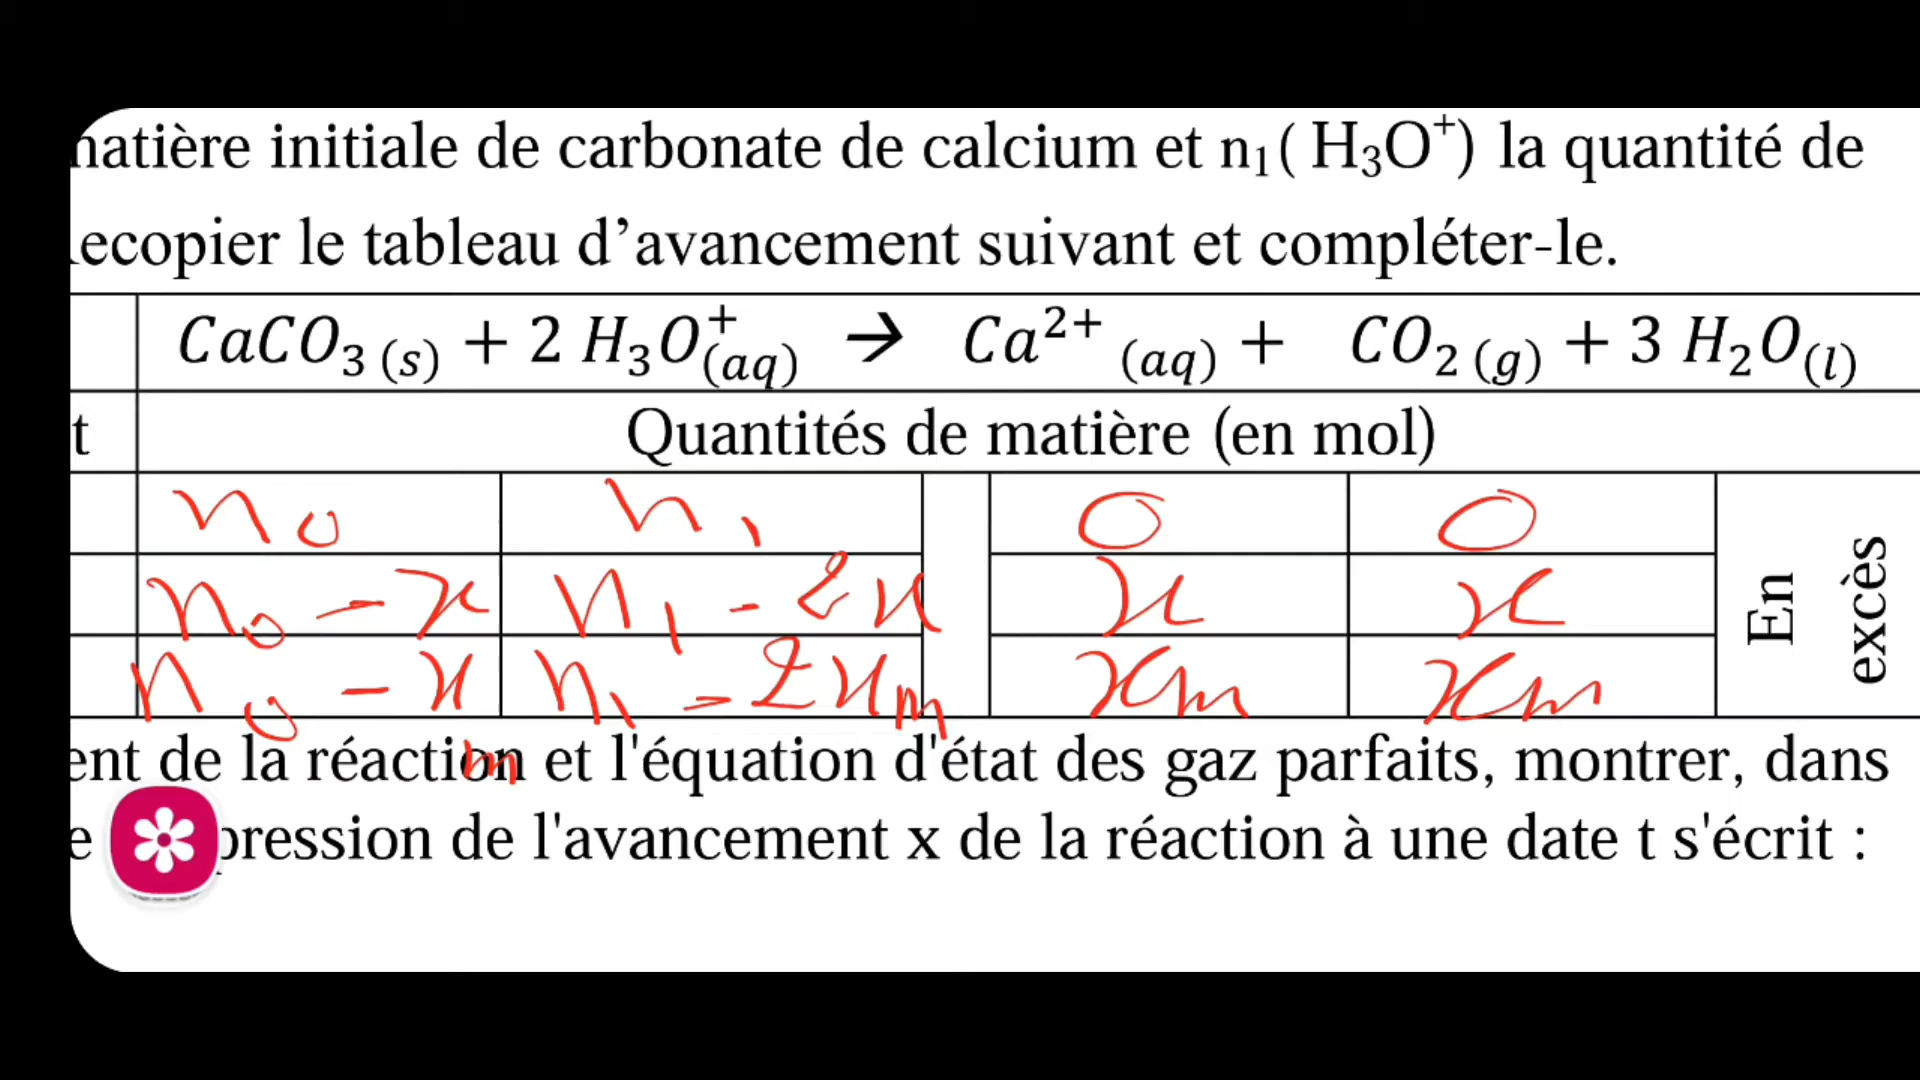 matière initiale de carbonate de calcium et n₁( H₃O⁺) la quantité de
ecopier le tableau d’avancement suivant et compléter-le.
CaCO₃ (s) + 2 H₃O⁺(aq) → Ca²⁺ (aq) + CO₂ (g) + 3 H₂O(l)
t Quantités de matière (en mol)
n₀ n₁ 0 0 En excès
n₀ - x n₁ - 2x x x
n₀ - xm n₁ - 2xm xm xm
ent de la réaction et l'équation d'état des gaz parfaits, montrer, dans
e pression de l'avancement x de la réaction à une date t s'écrit :